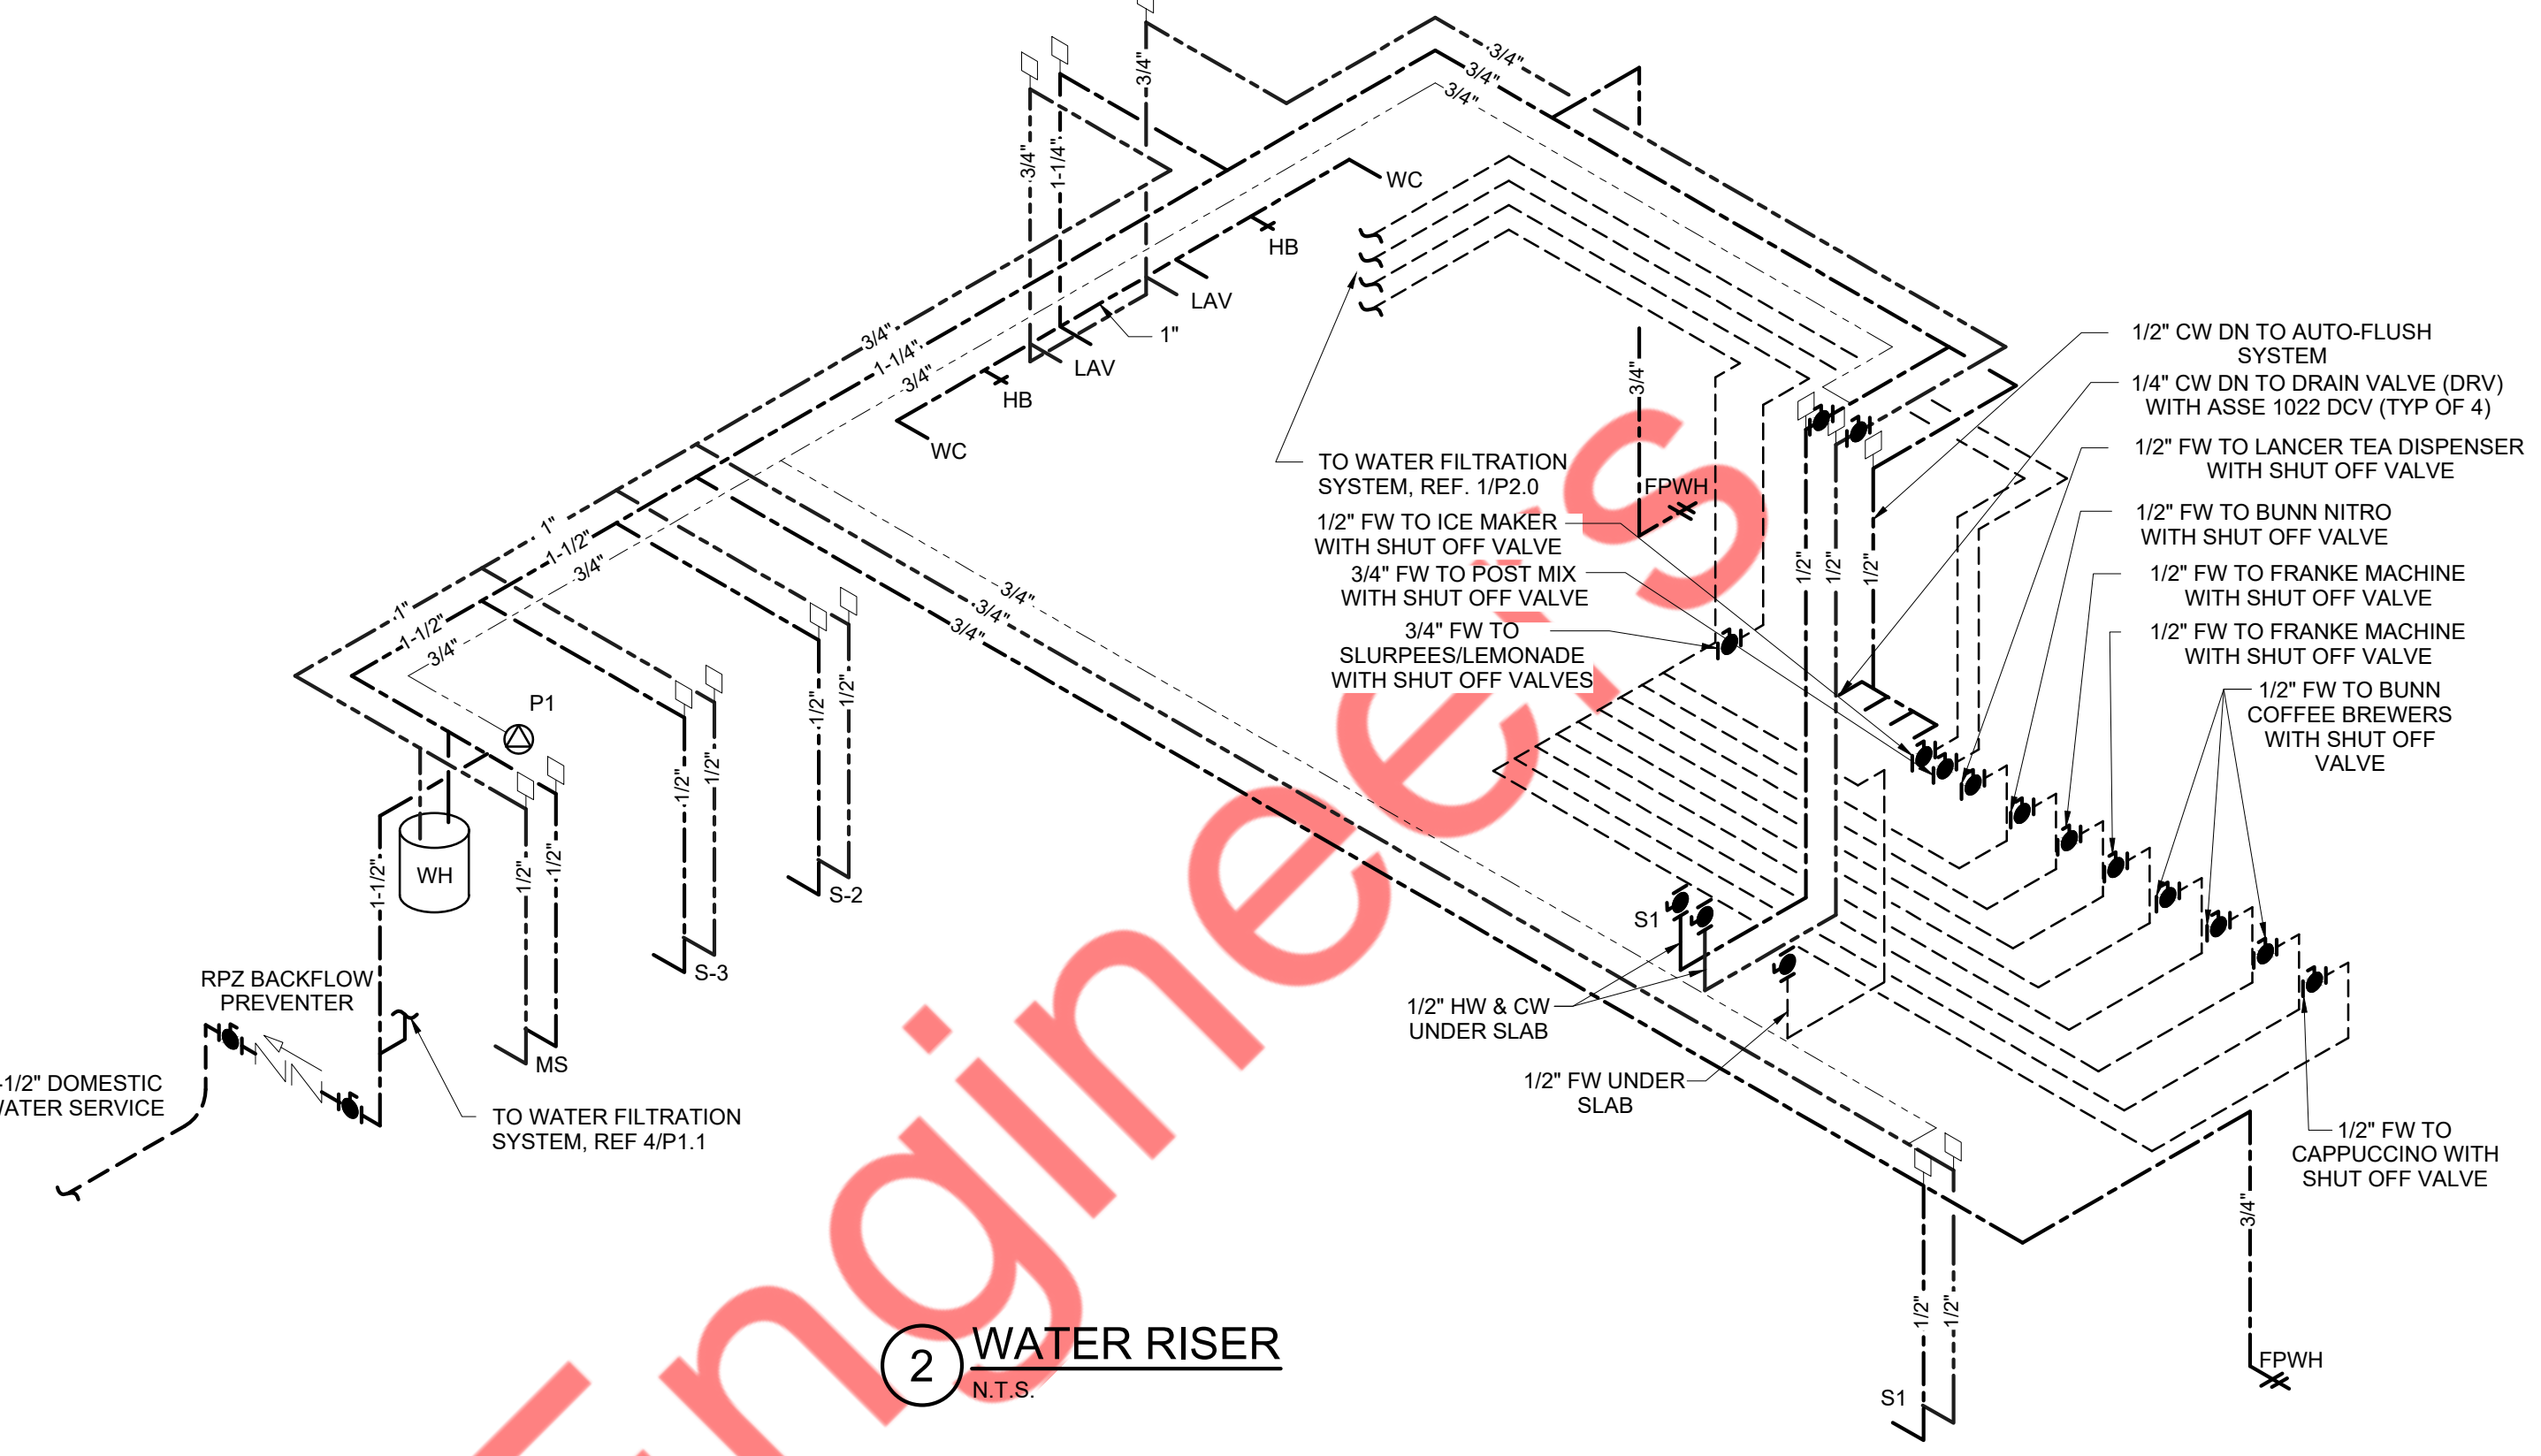 3/4"
3/4"
3/4"
3/4"
3/4"
1-1/4"
WC
HB
LAV
1"
LAV
HB
WC
3/4"
1-1/4"
3/4"
3/4"
FPWH
TO WATER FILTRATION
SYSTEM, REF. 1/P2.0
1/2" FW TO ICE MAKER
WITH SHUT OFF VALVE
3/4" FW TO POST MIX
WITH SHUT OFF VALVE
3/4" FW TO
SLURPEES/LEMONADE
WITH SHUT OFF VALVES
1/2" CW DN TO AUTO-FLUSH
SYSTEM
1/4" CW DN TO DRAIN VALVE (DRV)
WITH ASSE 1022 DCV (TYP OF 4)
1/2" FW TO LANCER TEA DISPENSER
WITH SHUT OFF VALVE
1/2" FW TO BUNN NITRO
WITH SHUT OFF VALVE
1/2" FW TO FRANKE MACHINE
WITH SHUT OFF VALVE
1/2" FW TO FRANKE MACHINE
WITH SHUT OFF VALVE
1/2" FW TO BUNN
COFFEE BREWERS
WITH SHUT OFF
VALVE
1/2"
1/2"
1/2"
1"
1-1/2"
3/4"
3/4"
3/4"
3/4"
1"
1-1/2"
3/4"
P1
WH
1-1/2"
1/2"
1/2"
1/2"
1/2"
1/2"
1/2"
S-2
S-3
MS
RPZ BACKFLOW
PREVENTER
-1/2" DOMESTIC
WATER SERVICE
TO WATER FILTRATION
SYSTEM, REF 4/P1.1
S1
1/2" HW & CW
UNDER SLAB
1/2" FW UNDER
SLAB
1/2" FW TO
CAPPUCCINO WITH
SHUT OFF VALVE
3/4"
FPWH
1/2"
1/2"
S1
2
WATER RISER
N.T.S.
Engineers